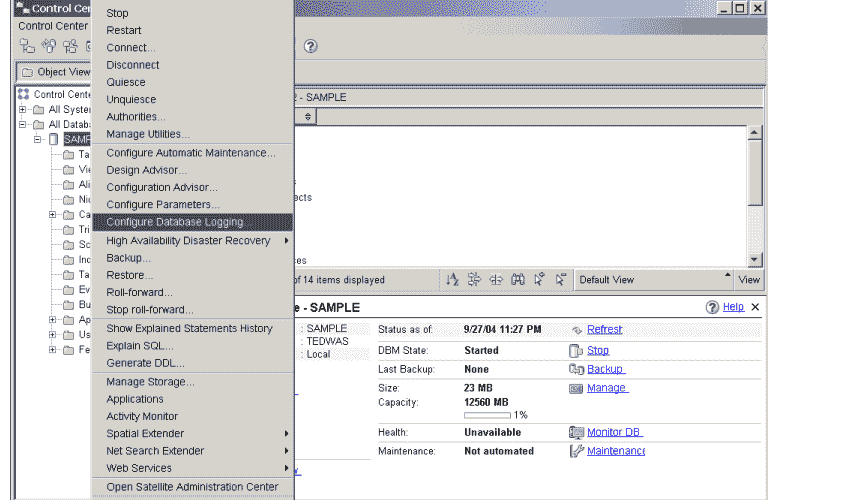 Control Cen
Control Center
Object View
Control Cente
All Syste
All Databa
SAMP
Ta
Vie
Ali
Nic
Ca
Tri
Sc
Ind
Ta
Ev
Bu
Ap
Us
Fe
Stop
Restart
Connect...
Disconnect
Quiesce
Unquiesce
Authorities...
Manage Utilities...
Configure Automatic Maintenance...
Design Advisor...
Configuration Advisor...
Configure Parameters...
Configure Database Logging
High Availability Disaster Recovery
Backup...
Restore...
Roll-forward...
Stop roll-forward...
Show Explained Statements History
Explain SQL...
Generate DDL...
Manage Storage...
Applications
Activity Monitor
Spatial Extender
Net Search Extender
Web Services
Open Satellite Administration Center
- SAMPLE
s
ects
ces
of 14 items displayed
Default View
View
e - SAMPLE
Help
: SAMPLE
: TEDWAS
: Local
Status as of: 9/27/04 11:27 PM Refresh
DBM State: Started Stop
Last Backup: None Backup
Size: 23 MB Manage
Capacity: 12560 MB
1%
Health: Unavailable Monitor DB
Maintenance: Not automated Maintenance